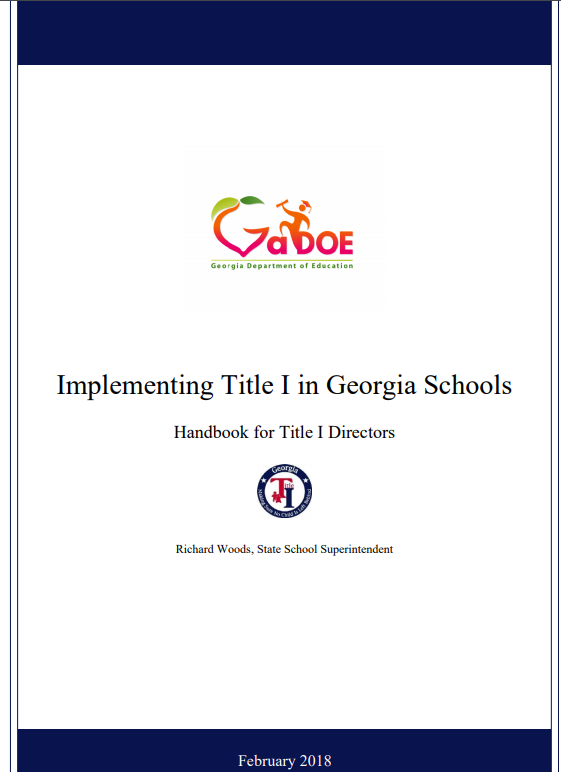 GaDOE
Georgia Department of Education
Implementing Title I in Georgia Schools
Handbook for Title I Directors
Georgia
Title
I
Richard Woods, State School Superintendent
February 2018